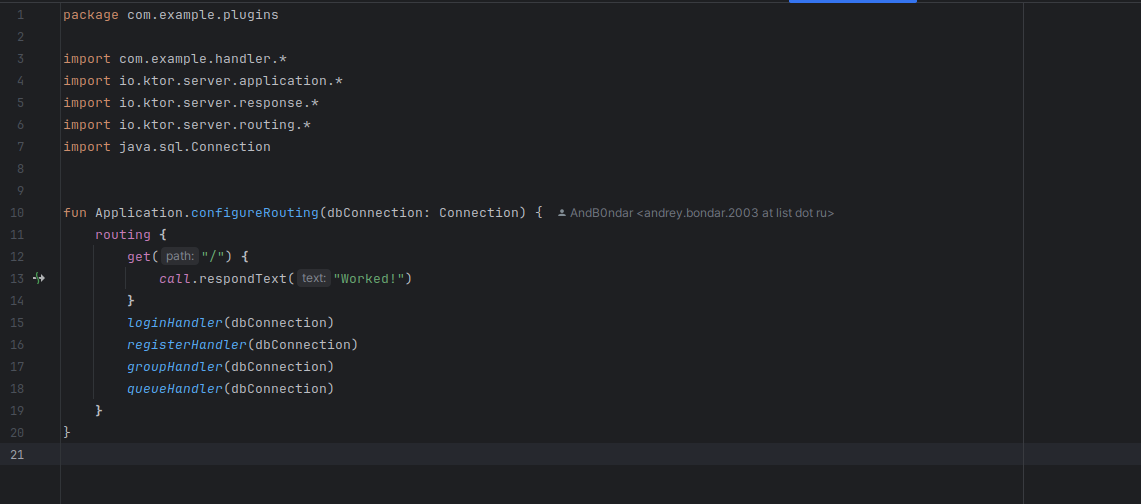 1 package com.example.plugins
2
3 import com.example.handler.*
4 import io.ktor.server.application.*
5 import io.ktor.server.response.*
6 import io.ktor.server.routing.*
7 import java.sql.Connection
8
9
10 fun Application.configureRouting(dbConnection: Connection) { AndB0ndar <andrey.bondar.2003 at list dot ru>
11 routing {
12 get( path: "/") {
13 call.respondText( text: "Worked!")
14 }
15 loginHandler(dbConnection)
16 registerHandler(dbConnection)
17 groupHandler(dbConnection)
18 queueHandler(dbConnection)
19 }
20 }
21